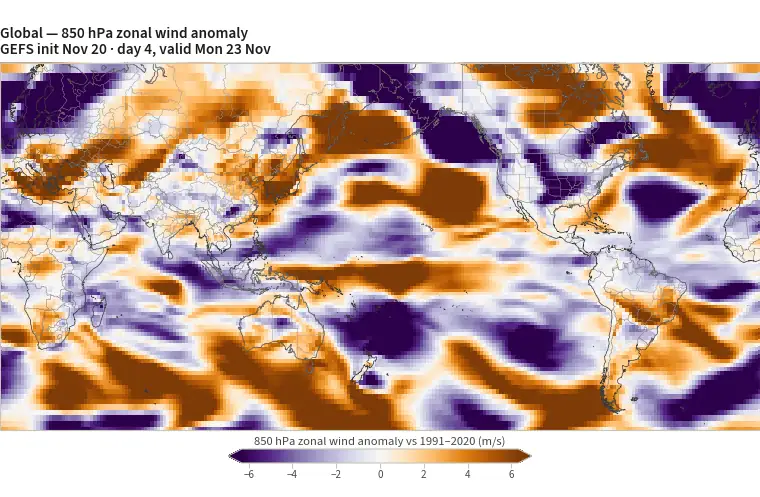 Global — 850 hPa zonal wind anomaly
GEFS init Nov 20 · day 4, valid Mon 23 Nov
850 hPa zonal wind anomaly vs 1991−2020 (m/s)
−6 −4 −2 0 2 4 6